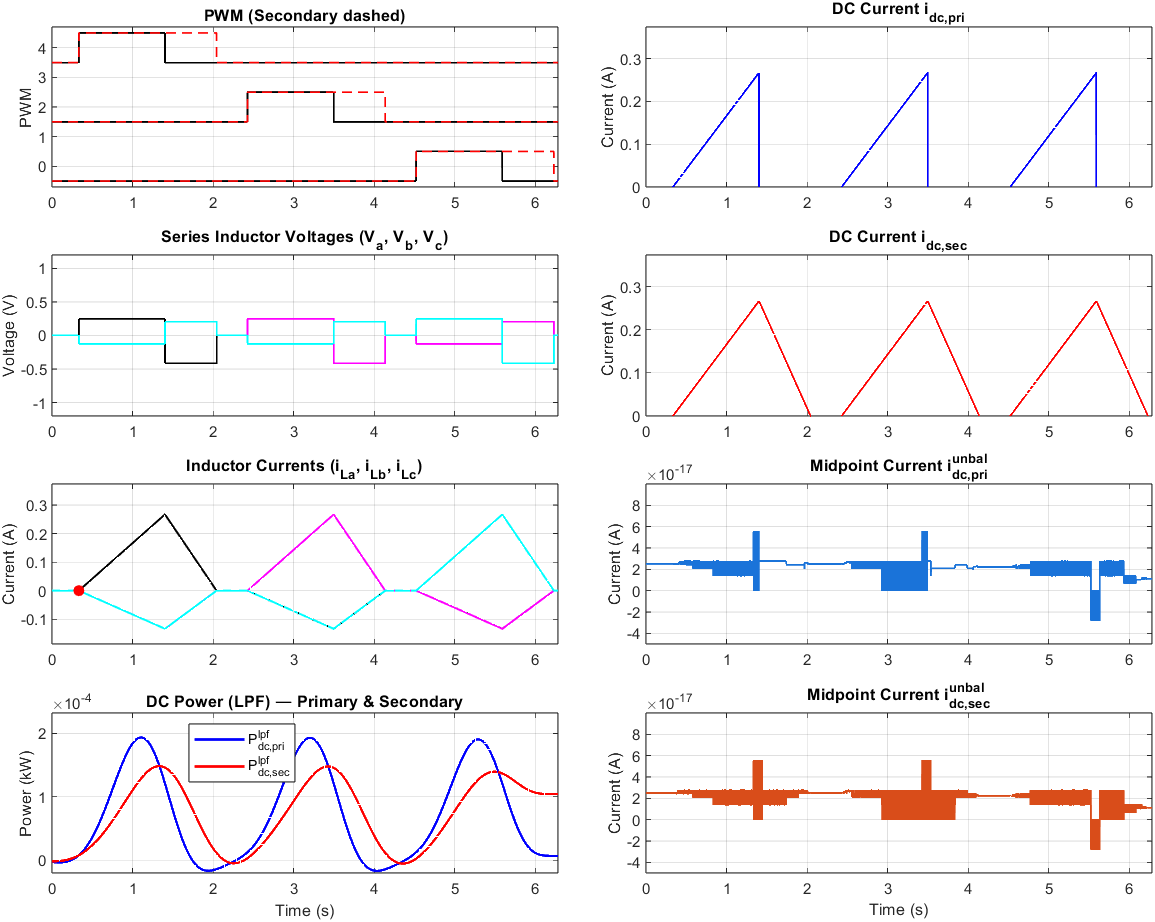 PWM (Secondary dashed)
PWM
4
3
2
1
0
0 1 2 3 4 5 6
DC Current i_dc,pri
Current (A)
0.3
0.2
0.1
0
0 1 2 3 4 5 6
Series Inductor Voltages (V_a, V_b, V_c)
Voltage (V)
1
0.5
0
-0.5
-1
0 1 2 3 4 5 6
DC Current i_dc,sec
Current (A)
0.3
0.2
0.1
0
0 1 2 3 4 5 6
Inductor Currents (i_La, i_Lb, i_Lc)
Current (A)
0.3
0.2
0.1
0
-0.1
0 1 2 3 4 5 6
Midpoint Current i_dc,pri^unbal
×10^-17
Current (A)
8
6
4
2
0
-2
-4
0 1 2 3 4 5 6
DC Power (LPF) — Primary & Secondary
×10^-4
Power (kW)
2
1
0
P_dc,pri^lpf
P_dc,sec^lpf
0 1 2 3 4 5 6
Time (s)
Midpoint Current i_dc,sec^unbal
×10^-17
Current (A)
8
6
4
2
0
-2
-4
0 1 2 3 4 5 6
Time (s)